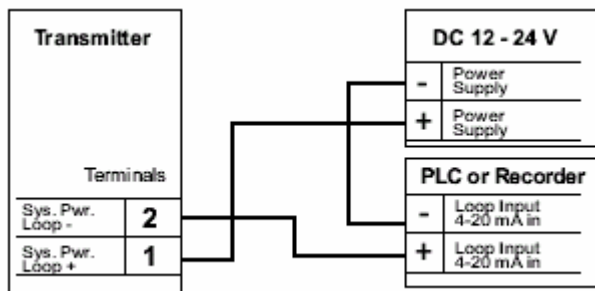 Transmitter
Terminals
Sys. Pwr.
Loop -
2
Sys. Pwr.
Loop +
1
DC 12 - 24 V
-
Power
Supply
+
Power
Supply
PLC or Recorder
-
Loop Input
4-20 mA in
+
Loop Input
4-20 mA in